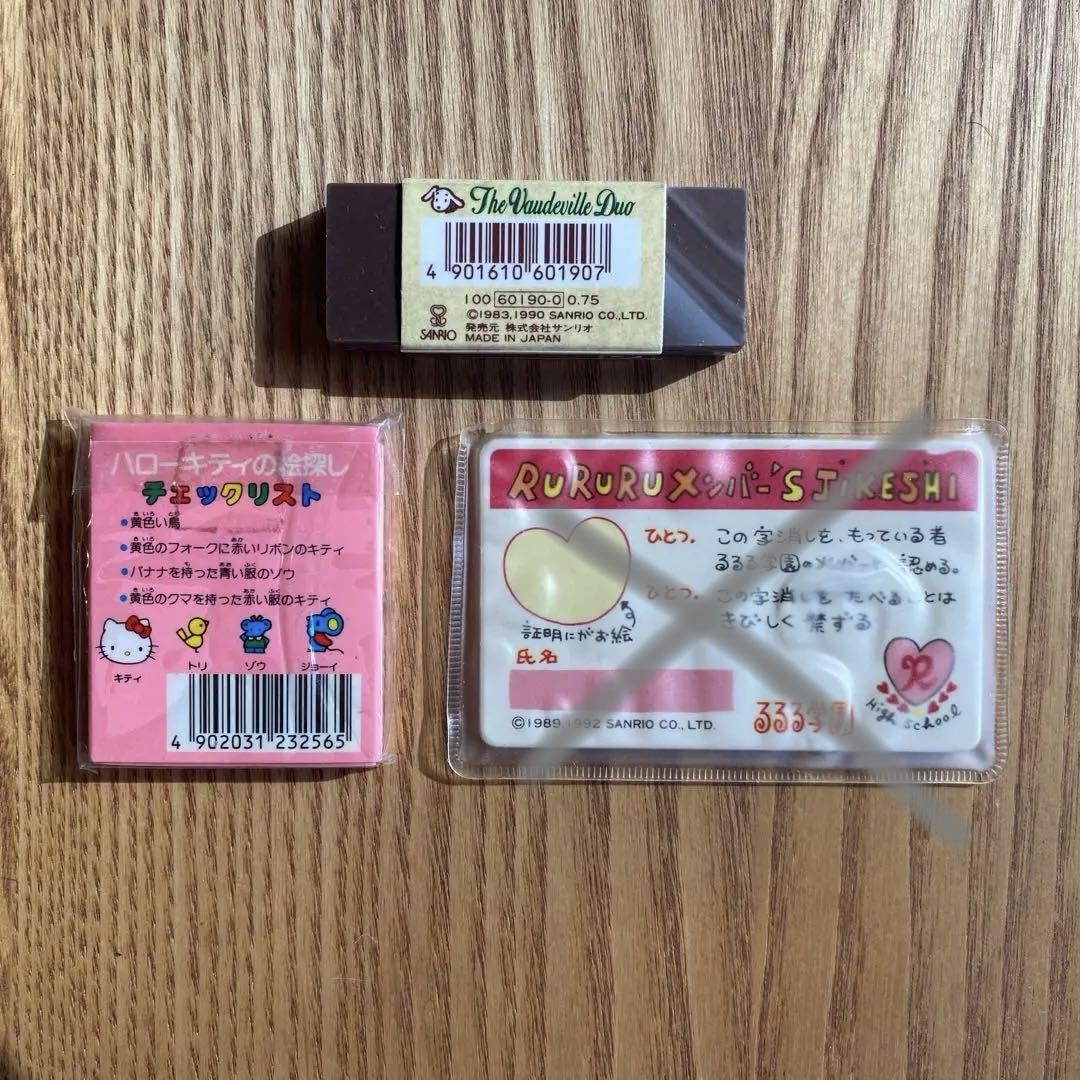 The Vaudeville Duo
4 901610 601907
100 60190-0 0.75
©1983,1990 SANRIO CO.,LTD.
SANRIO
発売元 株式会社サンリオ
MADE IN JAPAN
ハローキティの絵探し
チェックリスト
●黄色い鳥
●黄色のフォークに赤いリボンのキティ
●バナナを持った青い服のゾウ
●黄色のクマを持った赤い服のキティ
キティ
トリ
ゾウ
ジョーイ
4 902031 232565
RURURUメンバー'S JIKESHI
ひとつ。 この字消しを、もっている者
るるる学園のメンバーと認める。
ひとつ。 この字消しをたべることは
きびしく禁ずる
証明にがお絵
氏名
©1989,1992 SANRIO CO., LTD.
るるる学園
R
High School